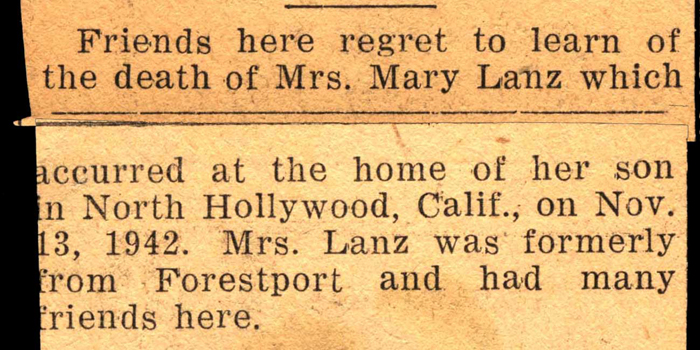 Friends here regret to learn of
the death of Mrs. Mary Lanz which
accurred at the home of her son
in North Hollywood, Calif., on Nov.
13, 1942. Mrs. Lanz was formerly
from Forestport and had many
friends here.